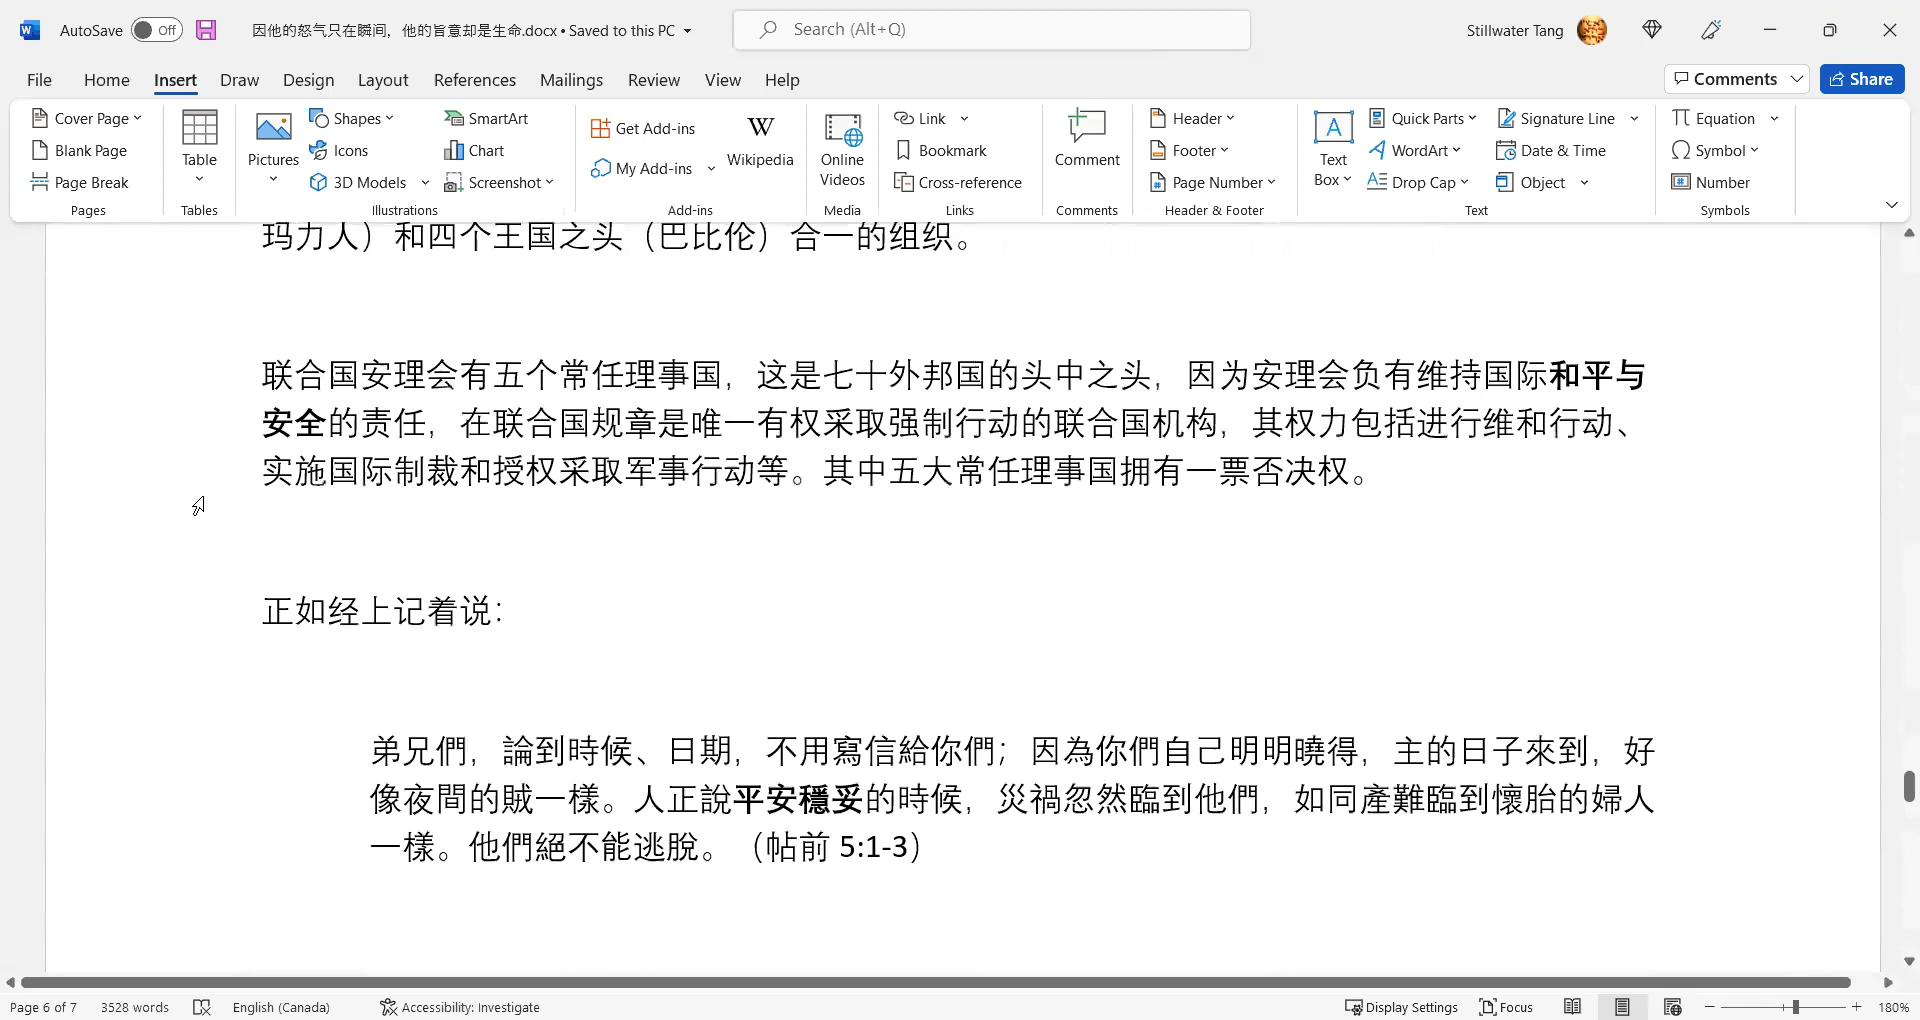 AutoSave Off 因他的怒气只在瞬间，他的旨意却是生命.docx • Saved to this PC Search (Alt+Q) Stillwater Tang
File Home Insert Draw Design Layout References Mailings Review View Help Comments Share
Cover Page
Blank Page
Page Break
Pages
Table
Tables
Pictures
Shapes
Icons
3D Models
SmartArt
Chart
Screenshot
Illustrations
Get Add-ins
My Add-ins
W
Wikipedia
Add-ins
Online
Videos
Media
Link
Bookmark
Cross-reference
Links
Comment
Comments
Header
Footer
Page Number
Header & Footer
A
Text
Box
Quick Parts
WordArt
Drop Cap
Signature Line
Date & Time
Object
Text
Equation
Symbol
Number
Symbols
玛力人）和四个王国之头（巴比伦）合一的组织。
联合国安理会有五个常任理事国，这是七十外邦国的头中之头，因为安理会负有维持国际和平与
安全的责任，在联合国规章是唯一有权采取强制行动的联合国机构，其权力包括进行维和行动、
实施国际制裁和授权采取军事行动等。其中五大常任理事国拥有一票否决权。
正如经上记着说：
弟兄們，論到時候、日期，不用寫信給你們；因為你們自己明明曉得，主的日子來到，好
像夜間的賊一樣。人正說平安穩妥的時候，災禍忽然臨到他們，如同產難臨到懷胎的婦人
一樣。他們絕不能逃脫。（帖前 5:1-3）
Page 6 of 7 3528 words English (Canada) Accessibility: Investigate Display Settings Focus 180%